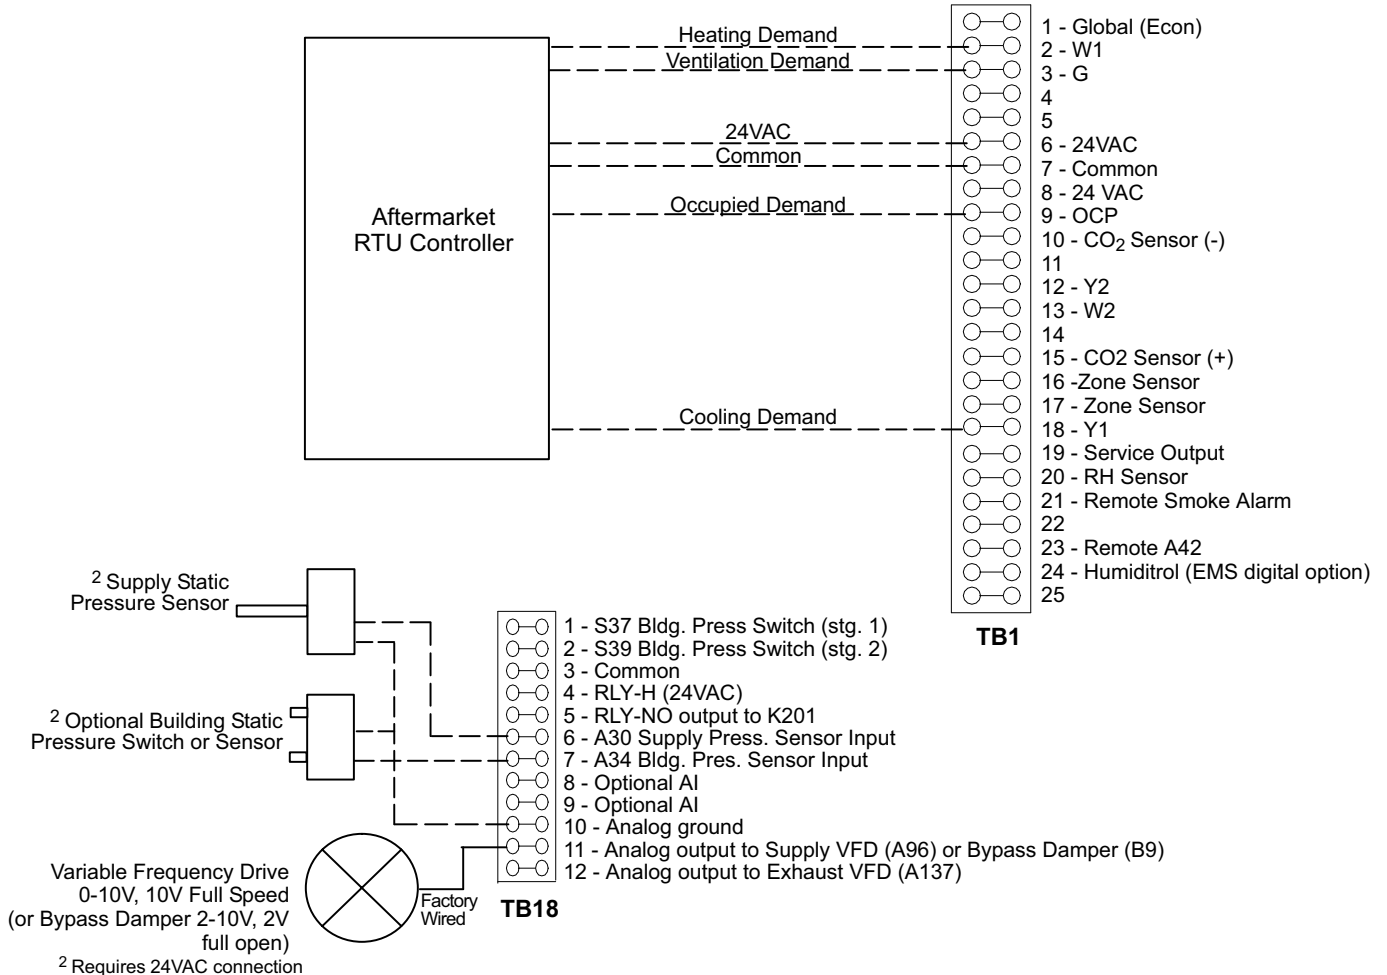 Heating Demand
Ventilation Demand
24VAC
Common
Occupied Demand
Cooling Demand
Aftermarket
RTU Controller
1 - Global (Econ)
2 - W1
3 - G
4
5
6 - 24VAC
7 - Common
8 - 24 VAC
9 - OCP
10 - CO2 Sensor (-)
11
12 - Y2
13 - W2
14
15 - CO2 Sensor (+)
16 -Zone Sensor
17 - Zone Sensor
18 - Y1
19 - Service Output
20 - RH Sensor
21 - Remote Smoke Alarm
22
23 - Remote A42
24 - Humiditrol (EMS digital option)
25
TB1
2 Supply Static
Pressure Sensor
2 Optional Building Static
Pressure Switch or Sensor
1 - S37 Bldg. Press Switch (stg. 1)
2 - S39 Bldg. Press Switch (stg. 2)
3 - Common
4 - RLY-H (24VAC)
5 - RLY-NO output to K201
6 - A30 Supply Press. Sensor Input
7 - A34 Bldg. Pres. Sensor Input
8 - Optional AI
9 - Optional AI
10 - Analog ground
11 - Analog output to Supply VFD (A96) or Bypass Damper (B9)
12 - Analog output to Exhaust VFD (A137)
TB18
Factory
Wired
Variable Frequency Drive
0-10V, 10V Full Speed
(or Bypass Damper 2-10V, 2V
full open)
2 Requires 24VAC connection